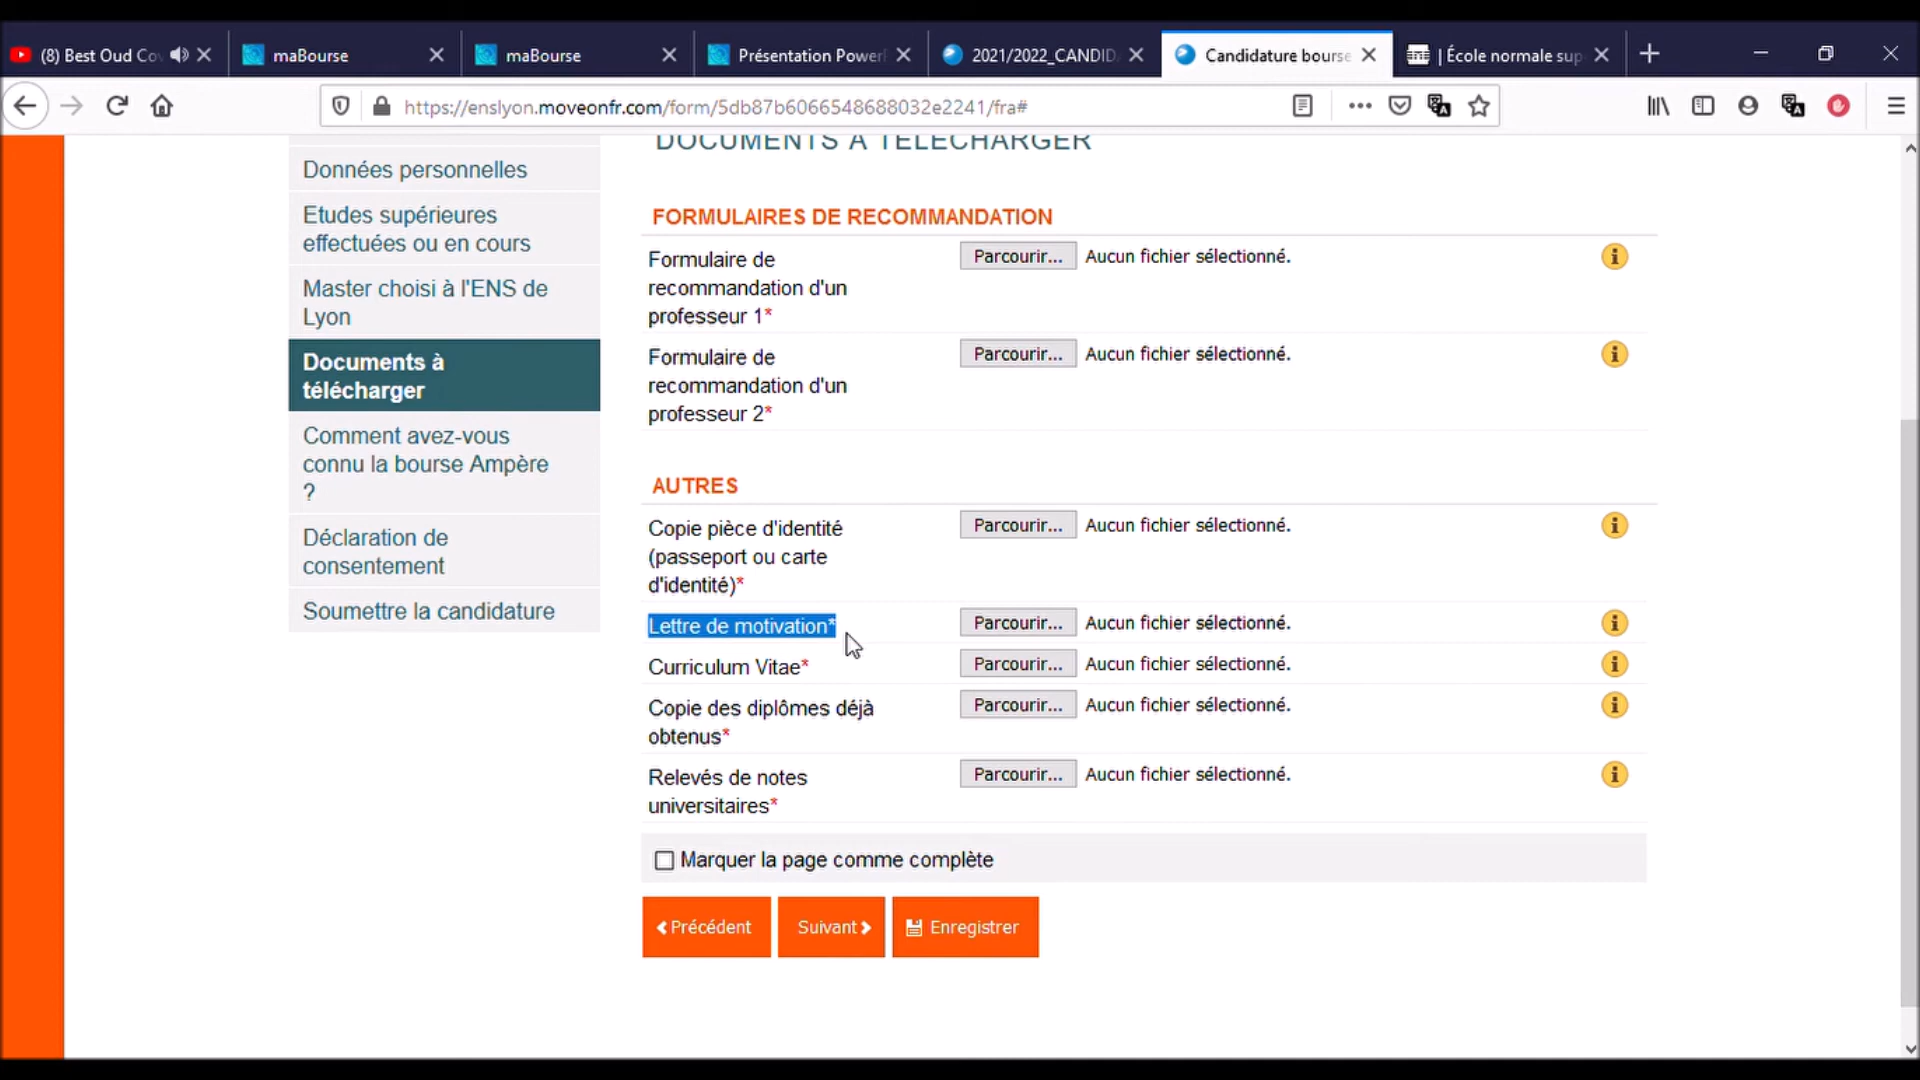 (8) Best Oud Co
maBourse
maBourse
Présentation Power
2021/2022_CANDID
Candidature bourse
| École normale sup
https://enslyon.moveonfr.com/form/5db87b6066548688032e2241/fra#
DOCUMENTS À TÉLÉCHARGER
Données personnelles
Etudes supérieures
effectuées ou en cours
Master choisi à l'ENS de
Lyon
Documents à
télécharger
Comment avez-vous
connu la bourse Ampère
?
Déclaration de
consentement
Soumettre la candidature
FORMULAIRES DE RECOMMANDATION
Formulaire de
recommandation d'un
professeur 1*
Parcourir... Aucun fichier sélectionné.
Formulaire de
recommandation d'un
professeur 2*
Parcourir... Aucun fichier sélectionné.
AUTRES
Copie pièce d'identité
(passeport ou carte
d'identité)*
Parcourir... Aucun fichier sélectionné.
Lettre de motivation*
Parcourir... Aucun fichier sélectionné.
Curriculum Vitae*
Parcourir... Aucun fichier sélectionné.
Copie des diplômes déjà
obtenus*
Parcourir... Aucun fichier sélectionné.
Relevés de notes
universitaires*
Parcourir... Aucun fichier sélectionné.
Marquer la page comme complète
Précédent
Suivant
Enregistrer